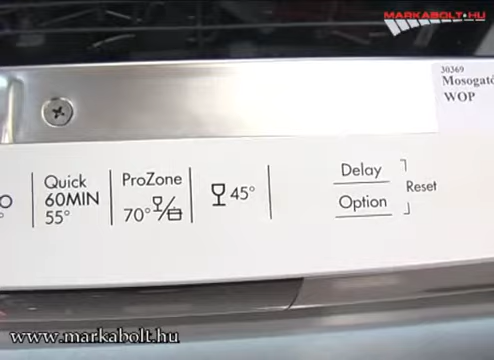 MARKABOLT.HU
30369
Mosogató
WOP
Quick
60MIN
55°
ProZone
70°
45°
Delay
Option
Reset
www.markabolt.hu